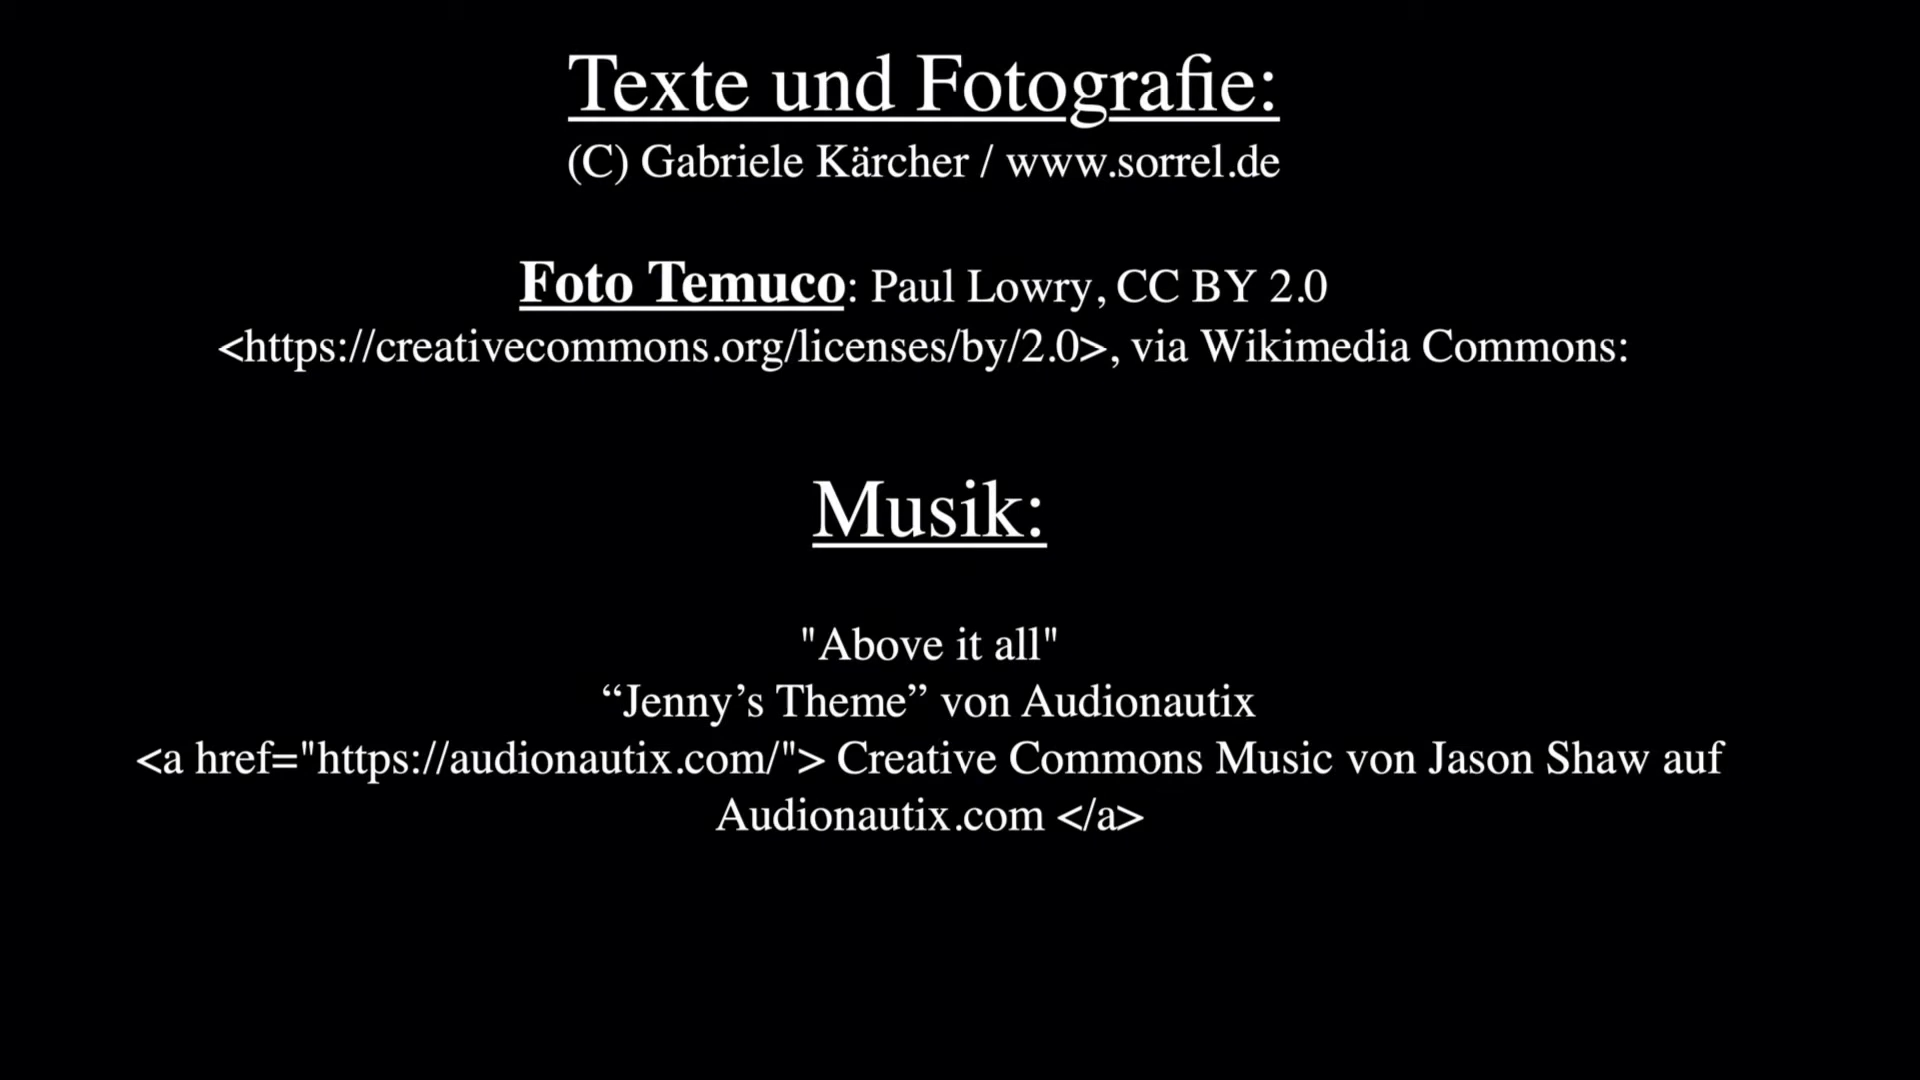 Texte und Fotografie:
(C) Gabriele Kärcher / www.sorrel.de
Foto Temuco: Paul Lowry, CC BY 2.0
<https://creativecommons.org/licenses/by/2.0>, via Wikimedia Commons:
Musik:
"Above it all"
“Jenny’s Theme” von Audionautix
<a href="https://audionautix.com/"> Creative Commons Music von Jason Shaw auf
Audionautix.com </a>